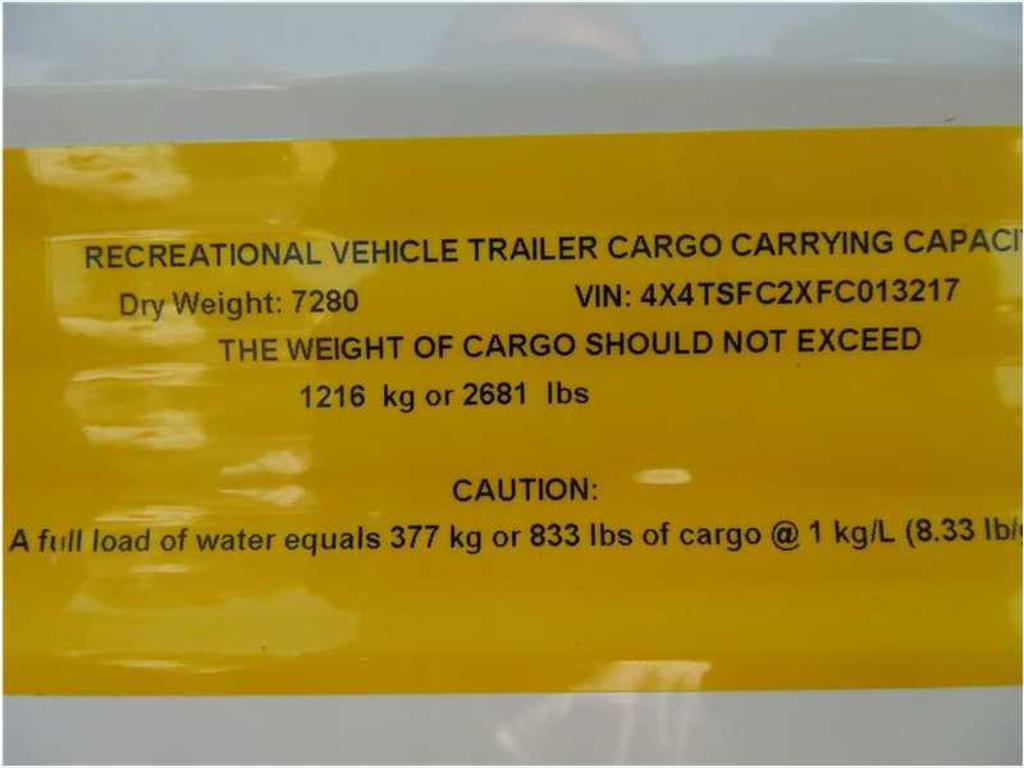 RECREATIONAL VEHICLE TRAILER CARGO CARRYING CAPACI
Dry Weight: 7280 VIN: 4X4TSFC2XFC013217
THE WEIGHT OF CARGO SHOULD NOT EXCEED
1216 kg or 2681 lbs
CAUTION:
A full load of water equals 377 kg or 833 lbs of cargo @ 1 kg/L (8.33 lb/g